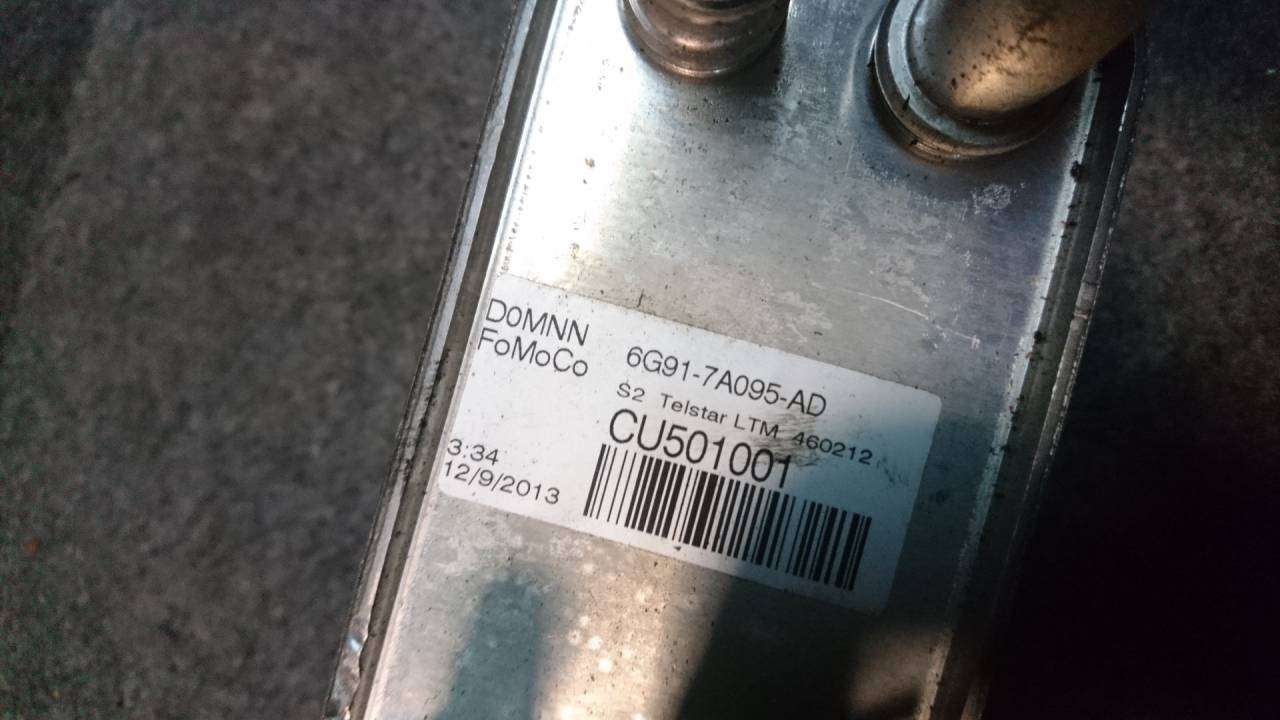 D0MNN
FoMoCo
6G91-7A095-AD
S2 Telstar LTM 460212
CU501001
3:34
12/9/2013